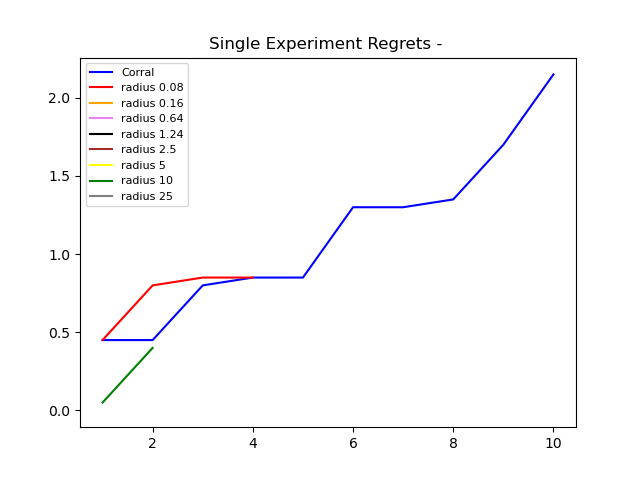 Single Experiment Regrets -
Corral
radius 0.08
radius 0.16
radius 0.64
radius 1.24
radius 2.5
radius 5
radius 10
radius 25
2.0
1.5
1.0
0.5
0.0
2 4 6 8 10